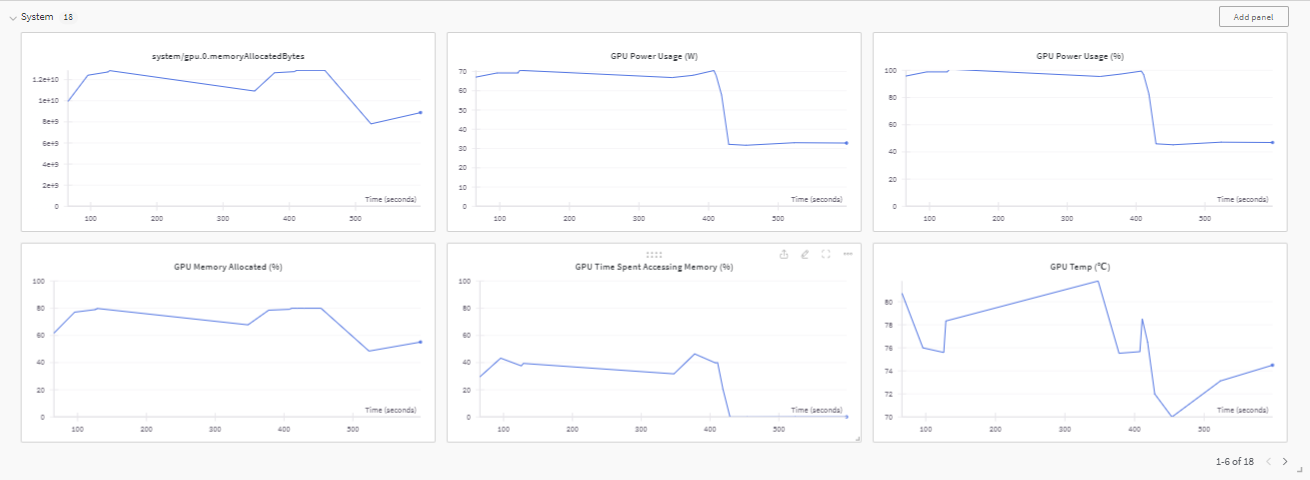 System 18
Add panel
system/gpu.0.memoryAllocatedBytes
1.2e+10
1e+10
8e+9
6e+9
4e+9
2e+9
0
100 200 300 400 500
Time (seconds)
GPU Power Usage (W)
70
60
50
40
30
20
10
0
100 200 300 400 500
Time (seconds)
GPU Power Usage (%)
100
80
60
40
20
0
100 200 300 400 500
Time (seconds)
GPU Memory Allocated (%)
100
80
60
40
20
0
100 200 300 400 500
Time (seconds)
GPU Time Spent Accessing Memory (%)
100
80
60
40
20
0
100 200 300 400 500
Time (seconds)
GPU Temp (℃)
80
78
76
74
72
70
100 200 300 400 500
Time (seconds)
1-6 of 18